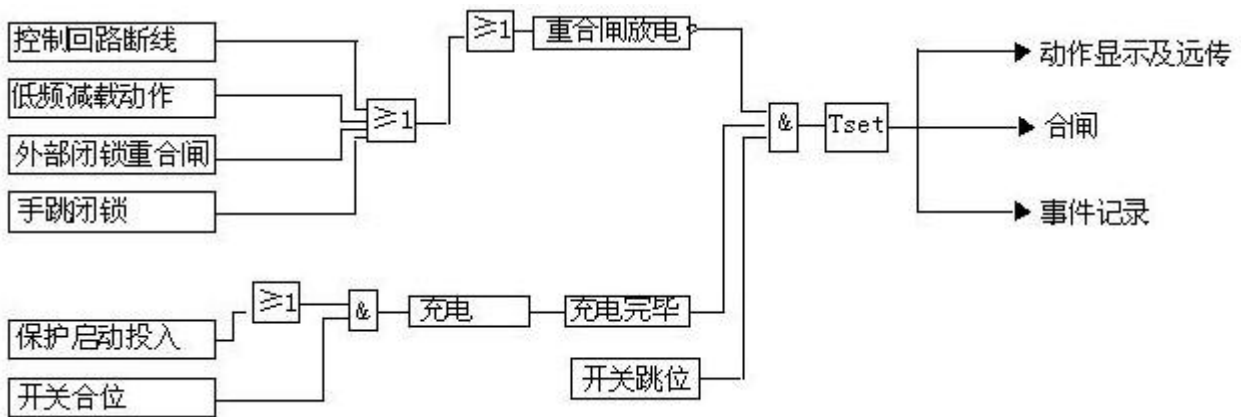 控制回路断线
低频减载动作
外部闭锁重合闸
手跳闭锁
≥1
≥1
重合闸放电
&
Tset
动作显示及远传
合闸
事件记录
保护启动投入
开关合位
≥1
&
充电
充电完毕
开关跳位